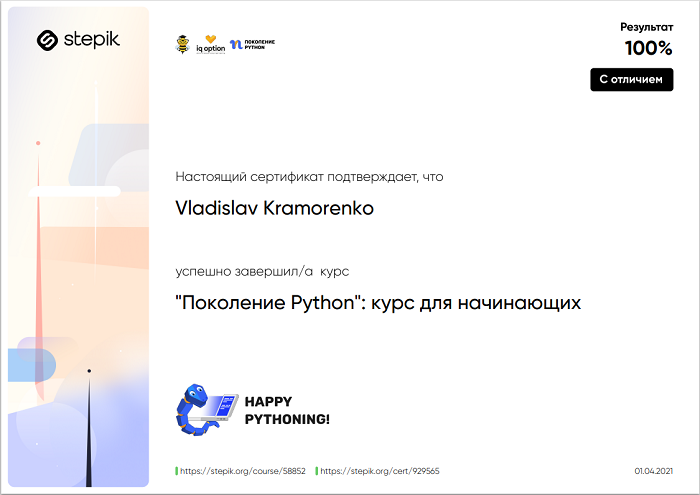 stepik
iq option
ПОКОЛЕНИЕ
PYTHON
Результат
100%
С отличием
Настоящий сертификат подтверждает, что
Vladislav Kramorenko
успешно завершил/а курс
"Поколение Python": курс для начинающих
HAPPY
PYTHONING!
https://stepik.org/course/58852
https://stepik.org/cert/929565
01.04.2021